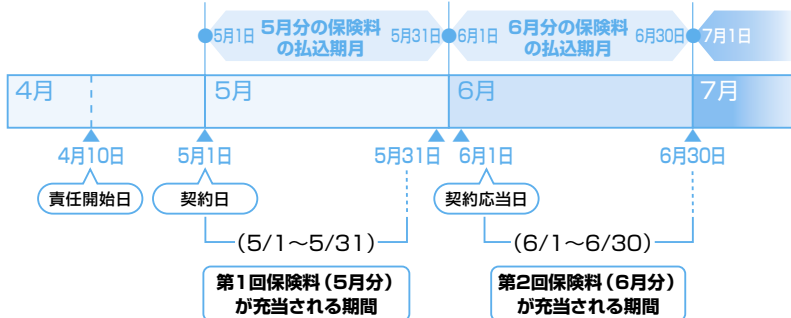 5月1日 5月分の保険料の払込期月 5月31日 6月1日 6月分の保険料の払込期月 6月30日 7月1日
4月 5月 6月 7月
4月10日 5月1日 5月31日 6月1日 6月30日
責任開始日 契約日 契約応当日
(5/1〜5/31) (6/1〜6/30)
第1回保険料(5月分) 第2回保険料(6月分)
が充当される期間 が充当される期間